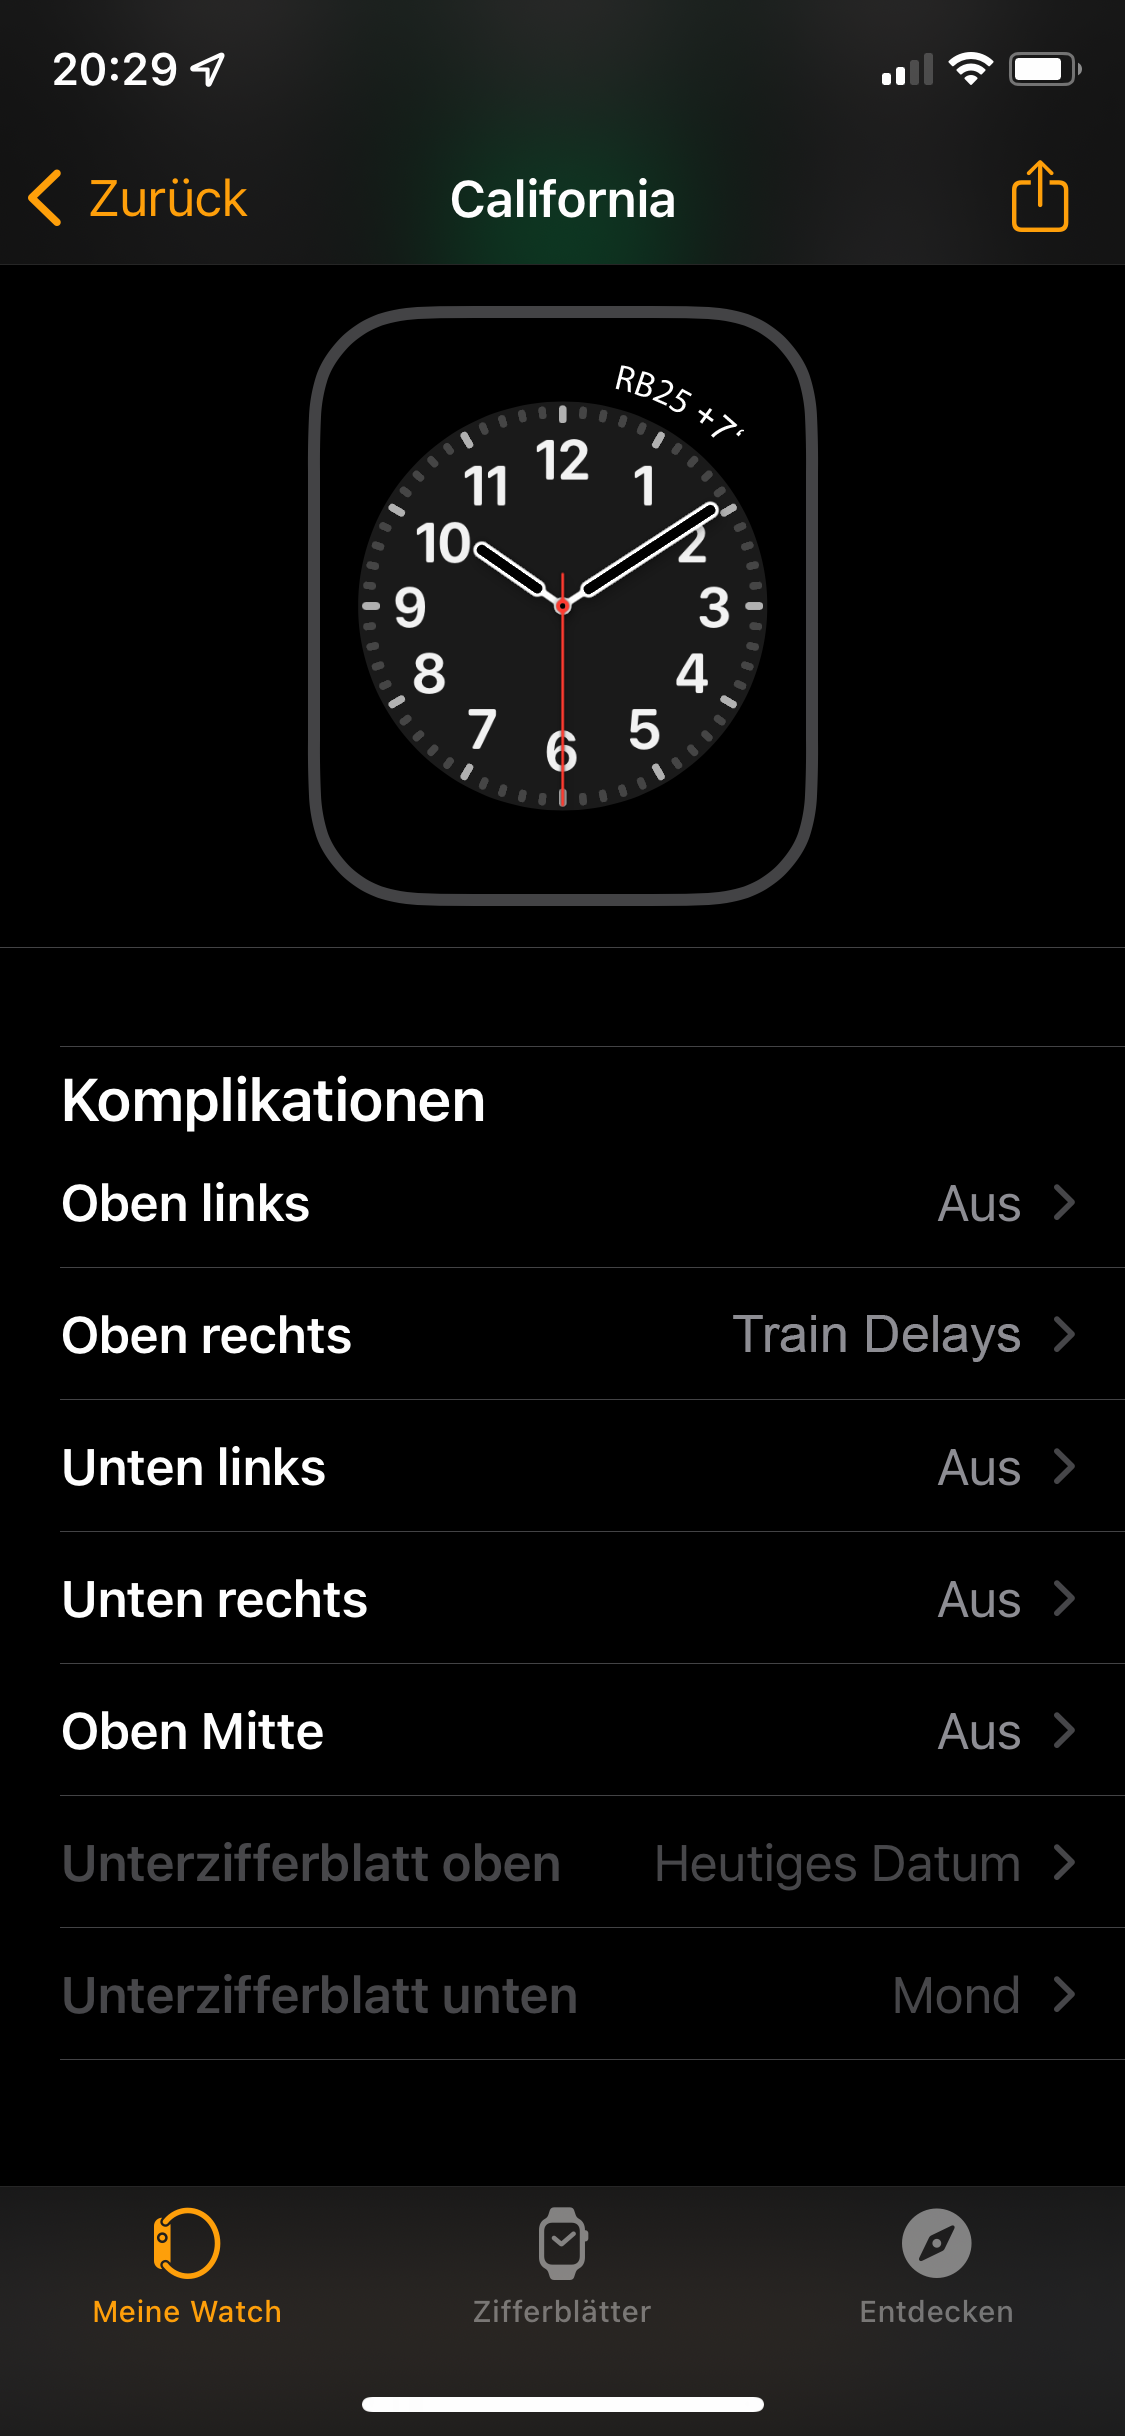 20:29
Zurück
California
RB25 +7‘
12
1
2
3
4
5
6
7
8
9
10
11
Komplikationen
Oben links Aus
Oben rechts Train Delays
Unten links Aus
Unten rechts Aus
Oben Mitte Aus
Unterzifferblatt oben Heutiges Datum
Unterzifferblatt unten Mond
Meine Watch Zifferblätter Entdecken